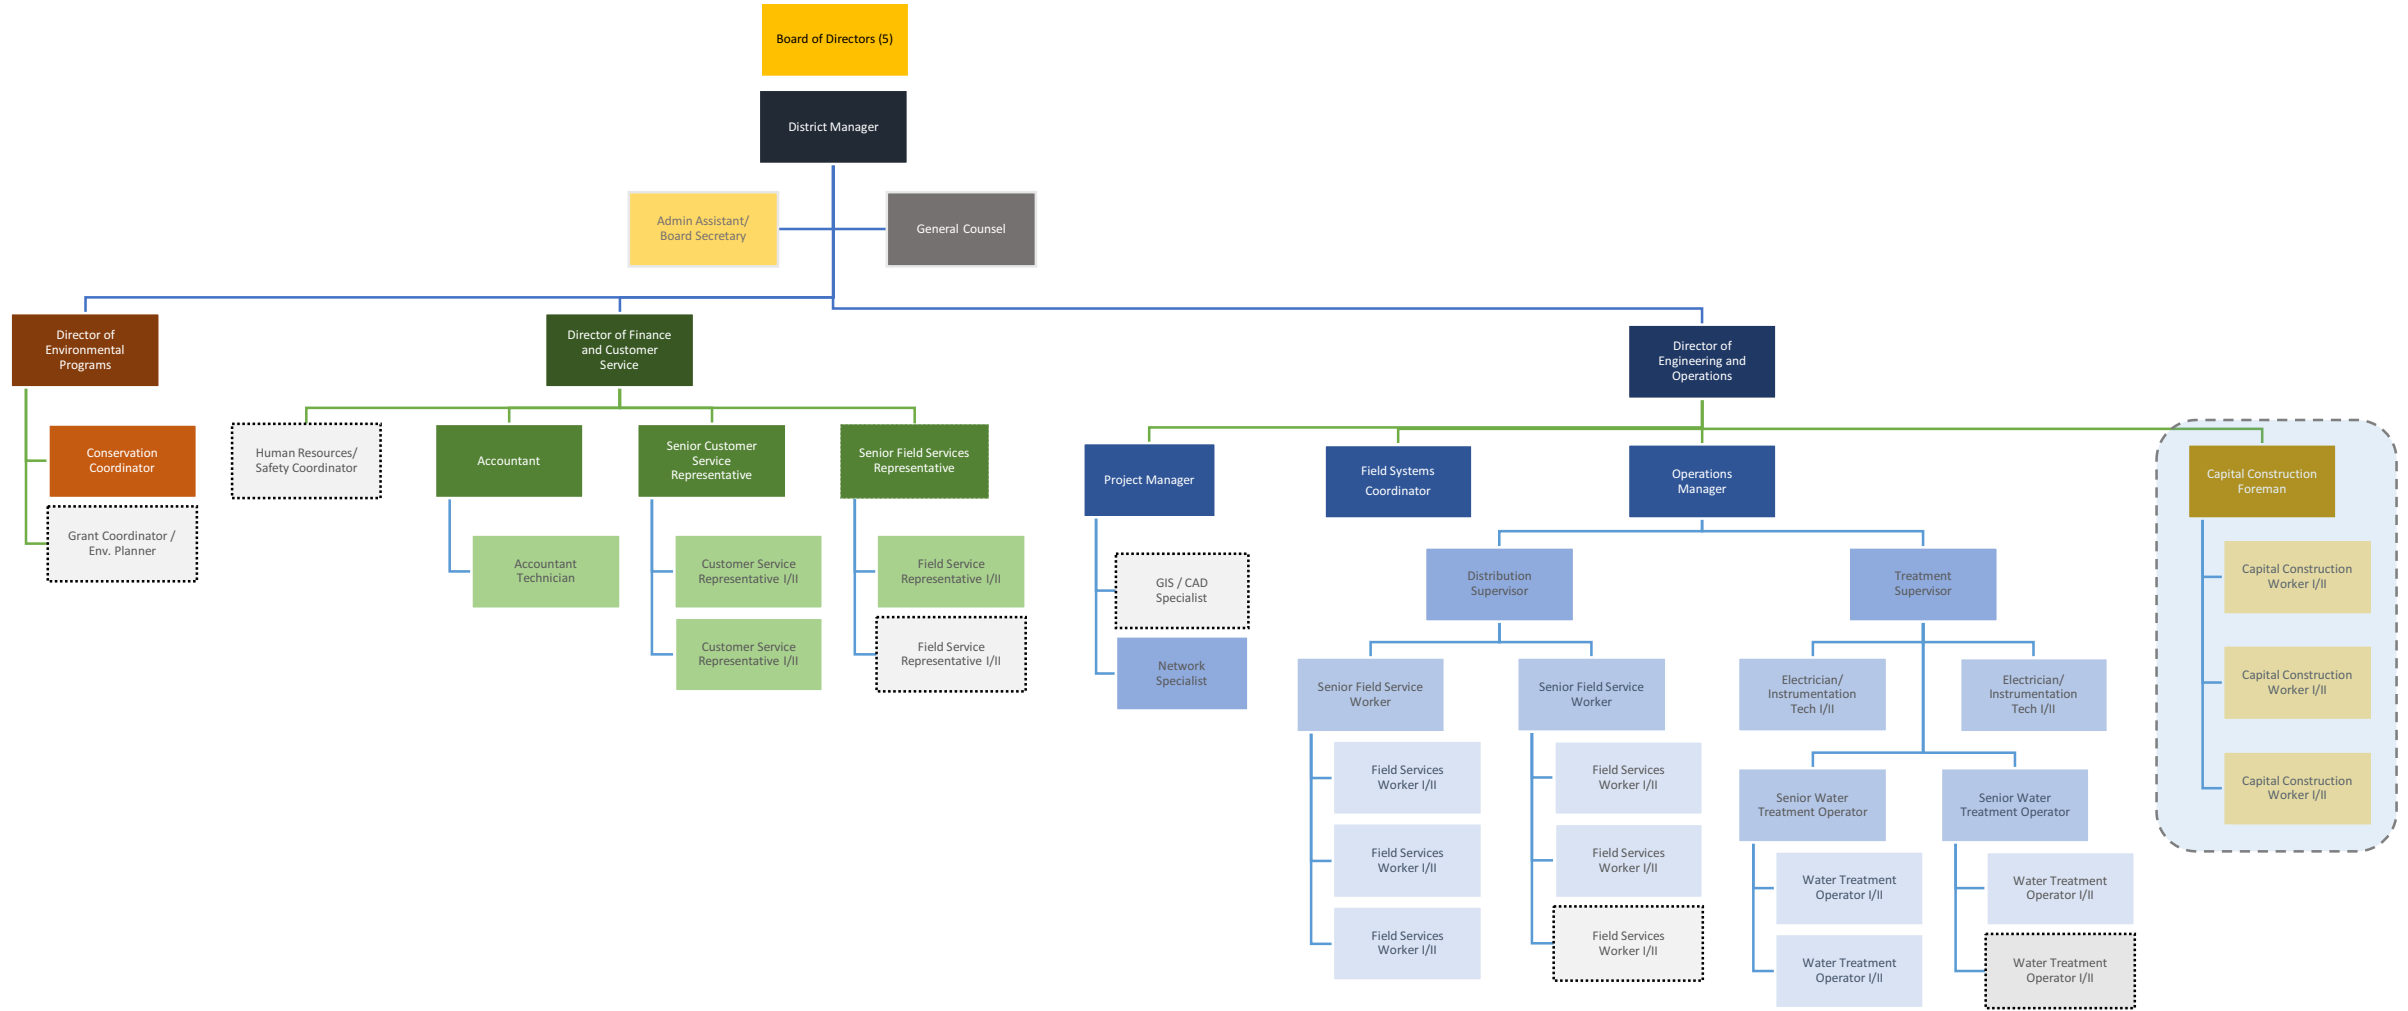 Board of Directors (5)
District Manager
Admin Assistant/
Board Secretary
General Counsel
Director of
Environmental
Programs
Director of Finance
and Customer
Service
Director of
Engineering and
Operations
Conservation
Coordinator
Grant Coordinator /
Env. Planner
Human Resources/
Safety Coordinator
Accountant
Accountant
Technician
Senior Customer
Service
Representative
Customer Service
Representative I/II
Customer Service
Representative I/II
Senior Field Services
Representative
Field Service
Representative I/II
Field Service
Representative I/II
Project Manager
GIS / CAD
Specialist
Network
Specialist
Field Systems
Coordinator
Operations
Manager
Distribution
Supervisor
Senior Field Service
Worker
Field Services
Worker I/II
Field Services
Worker I/II
Field Services
Worker I/II
Senior Field Service
Worker
Field Services
Worker I/II
Field Services
Worker I/II
Field Services
Worker I/II
Treatment
Supervisor
Electrician/
Instrumentation
Tech I/II
Electrician/
Instrumentation
Tech I/II
Senior Water
Treatment Operator
Water Treatment
Operator I/II
Water Treatment
Operator I/II
Senior Water
Treatment Operator
Water Treatment
Operator I/II
Water Treatment
Operator I/II
Capital Construction
Foreman
Capital Construction
Worker I/II
Capital Construction
Worker I/II
Capital Construction
Worker I/II